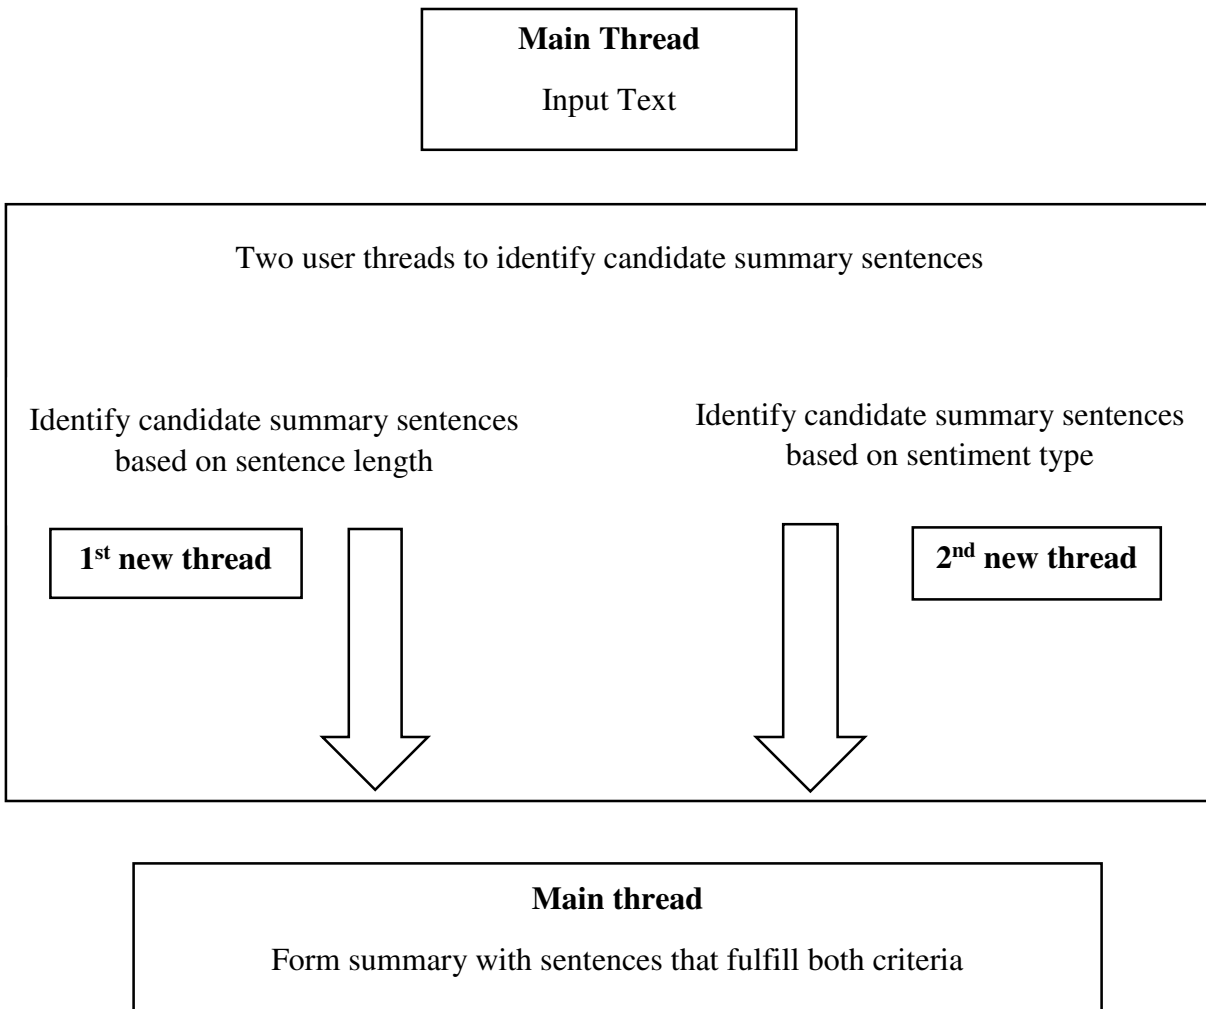 Main Thread
Input Text
Two user threads to identify candidate summary sentences
Identify candidate summary sentences
based on sentence length
Identify candidate summary sentences
based on sentiment type
1st new thread
2nd new thread
Main thread
Form summary with sentences that fulfill both criteria